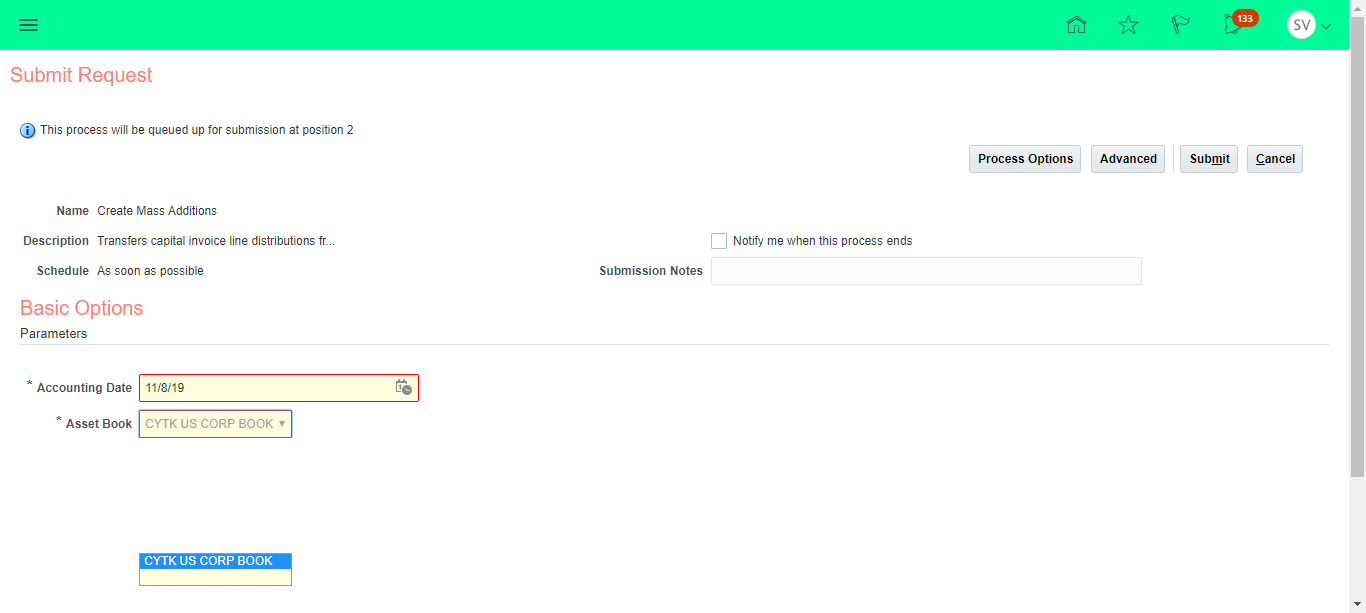 133
SV
Submit Request
This process will be queued up for submission at position 2
Process Options Advanced Submit Cancel
Name Create Mass Additions
Description Transfers capital invoice line distributions fr...
Notify me when this process ends
Schedule As soon as possible
Submission Notes
Basic Options
Parameters
* Accounting Date 11/8/19
* Asset Book CYTK US CORP BOOK
CYTK US CORP BOOK